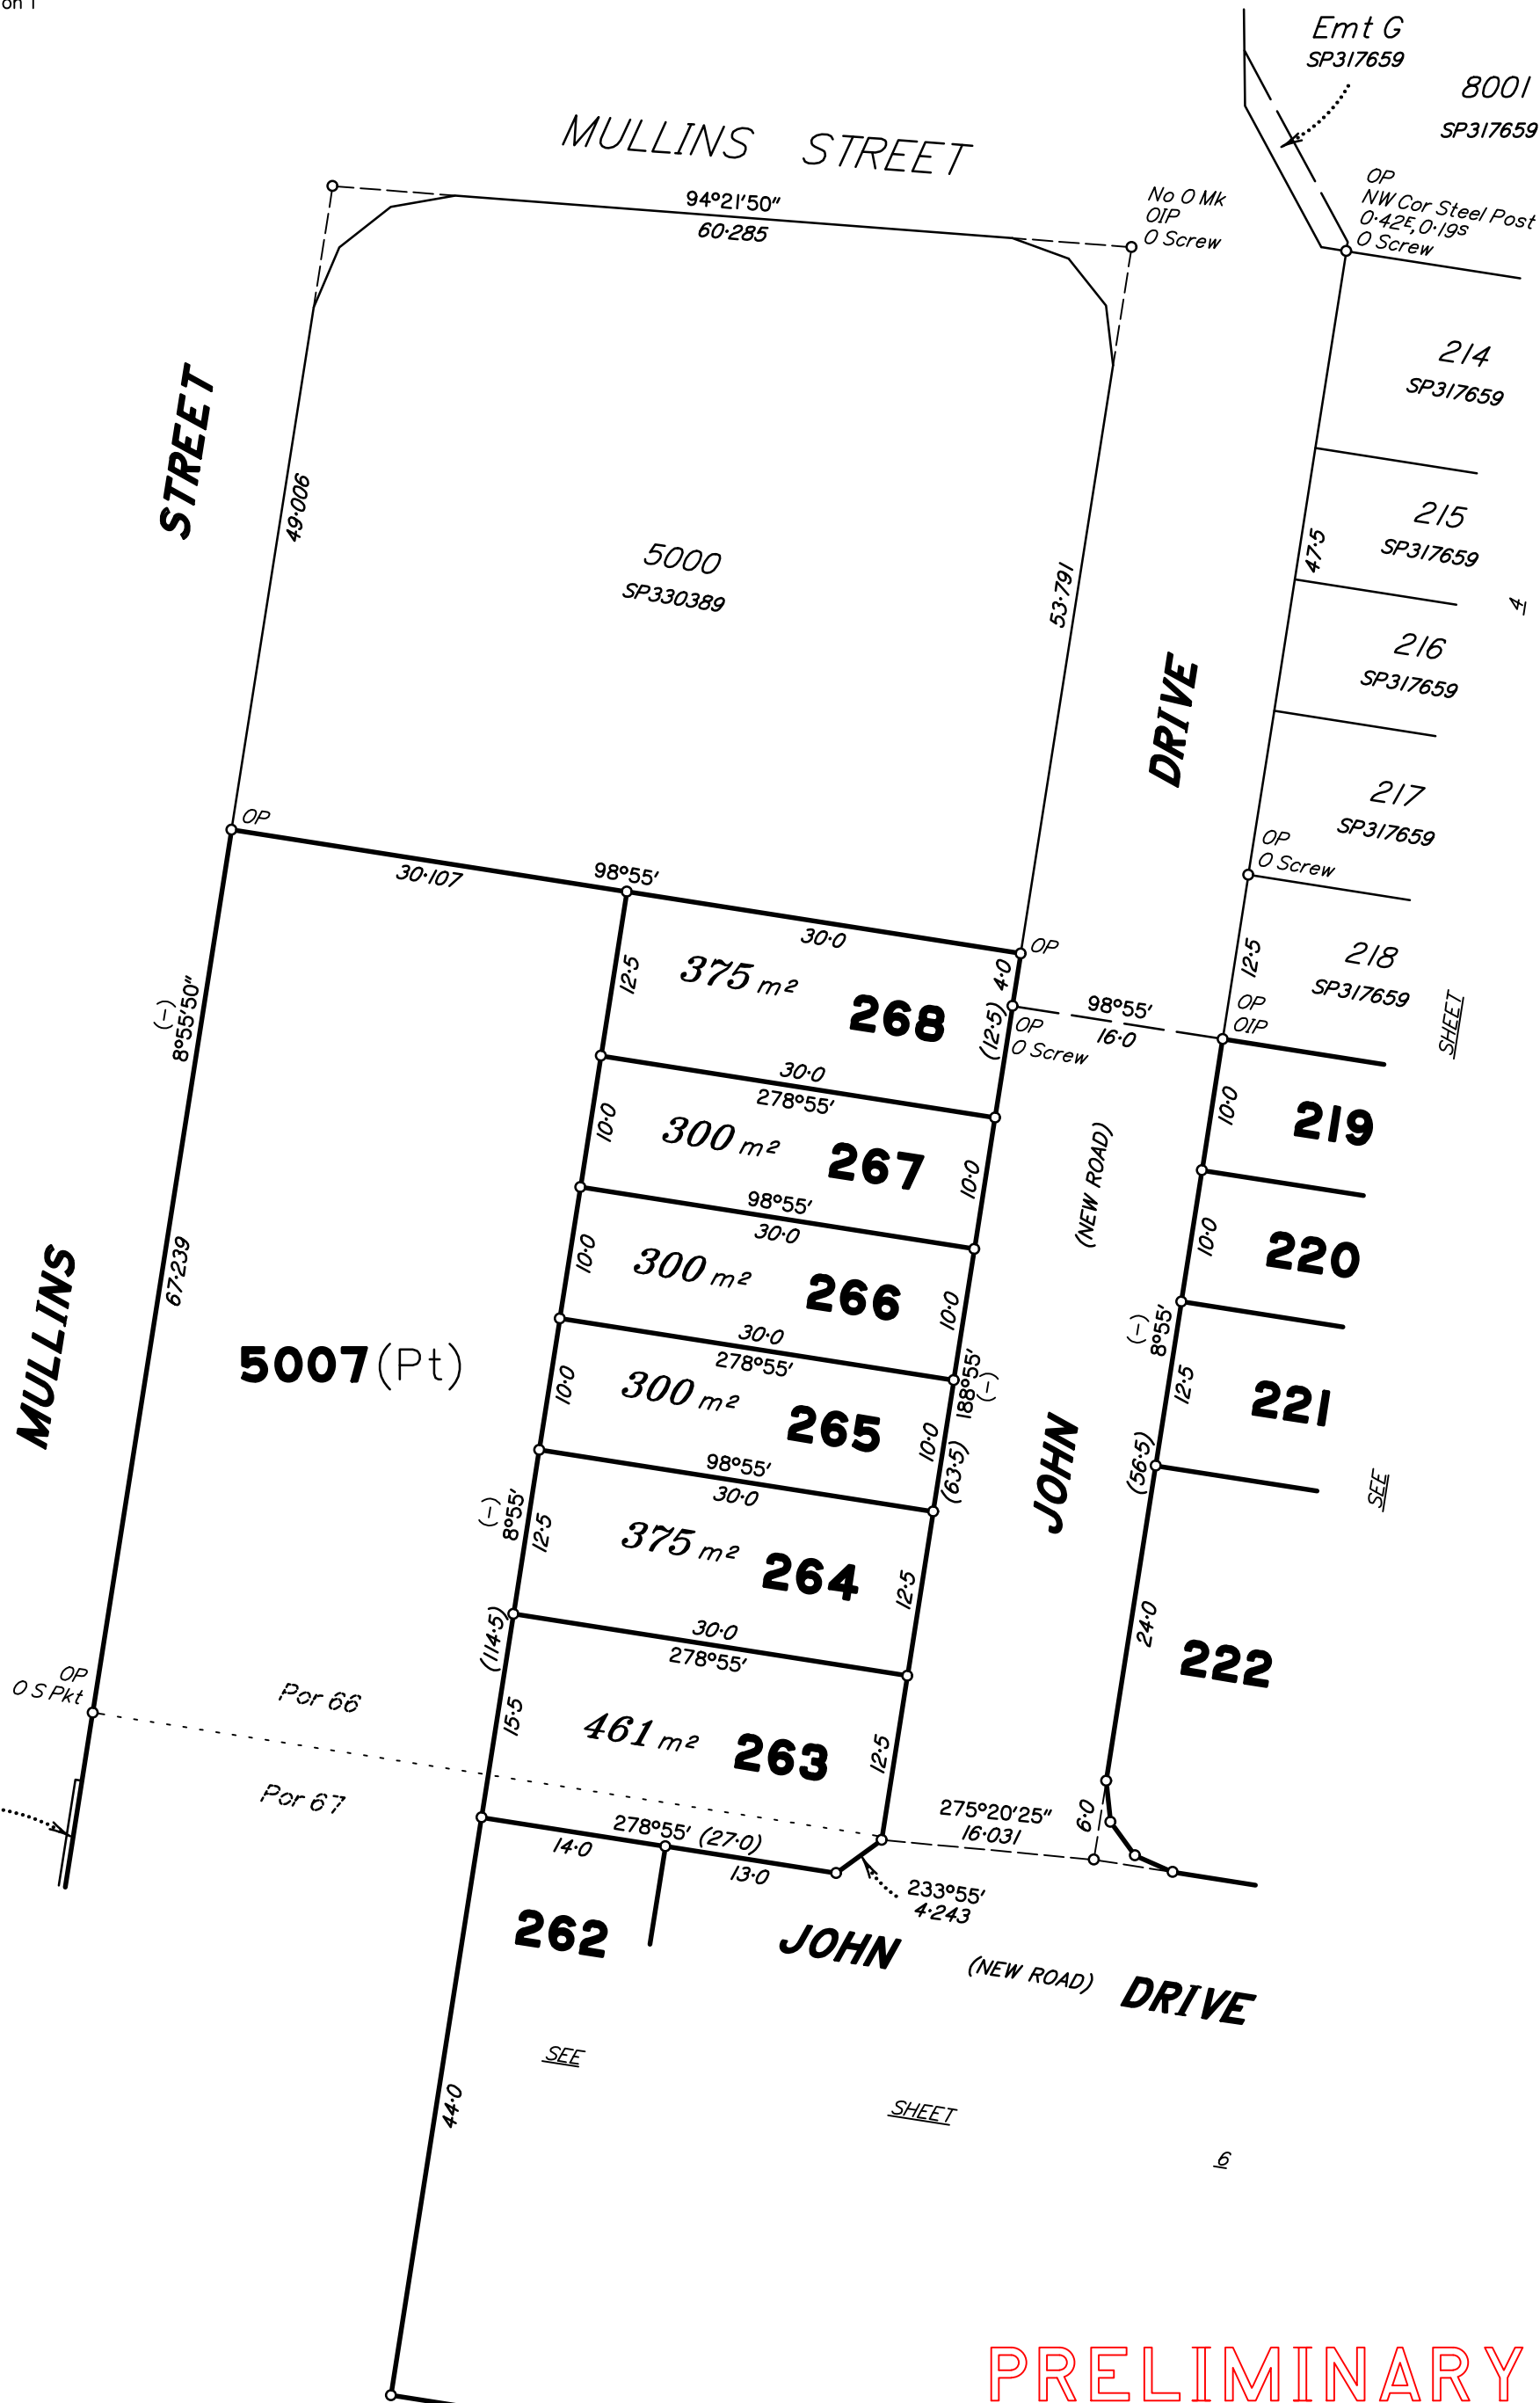 on 1
Emt G
SP317659
8001
SP317659
MULLINS STREET
94°21'50"
60·285
No O Mk
OIP
O Screw
OP
NW Cor Steel Post
0·42E, 0·19S
O Screw
214
SP317659
STREET
49·006
5000
SP330389
53·791
47·5
215
SP317659
4
216
SP317659
DRIVE
217
SP317659
OP
O Screw
OP
30·107
98°55'
30·0
OP
4·0
12·5
218
SP317659
SHEET
(–)
8°55'50"
12·5
375 m²
268
(12·5)
OP
O Screw
98°55'
16·0
OP
OIP
30·0
278°55'
10·0
300 m²
267
10·0
(NEW ROAD)
10·0
219
98°55'
30·0
67·239
10·0
300 m²
266
10·0
10·0
220
MULLINS
5007 (Pt)
30·0
278°55'
188°55'
(–)
(–)
8°55'
10·0
300 m²
265
10·0
(63·5)
JOHN
12·5
221
98°55'
30·0
(56·5)
SEE
(–)
8°55'
12·5
375 m²
264
12·5
24·0
222
(114·5)
30·0
278°55'
OP
O S Pkt
Por 66
15·5
461 m²
263
12·5
Por 67
278°55' (27·0)
14·0
13·0
275°20'25"
16·031
6·0
233°55'
4·243
262
JOHN (NEW ROAD) DRIVE
SEE
SHEET
6
44·0
PRELIMINARY